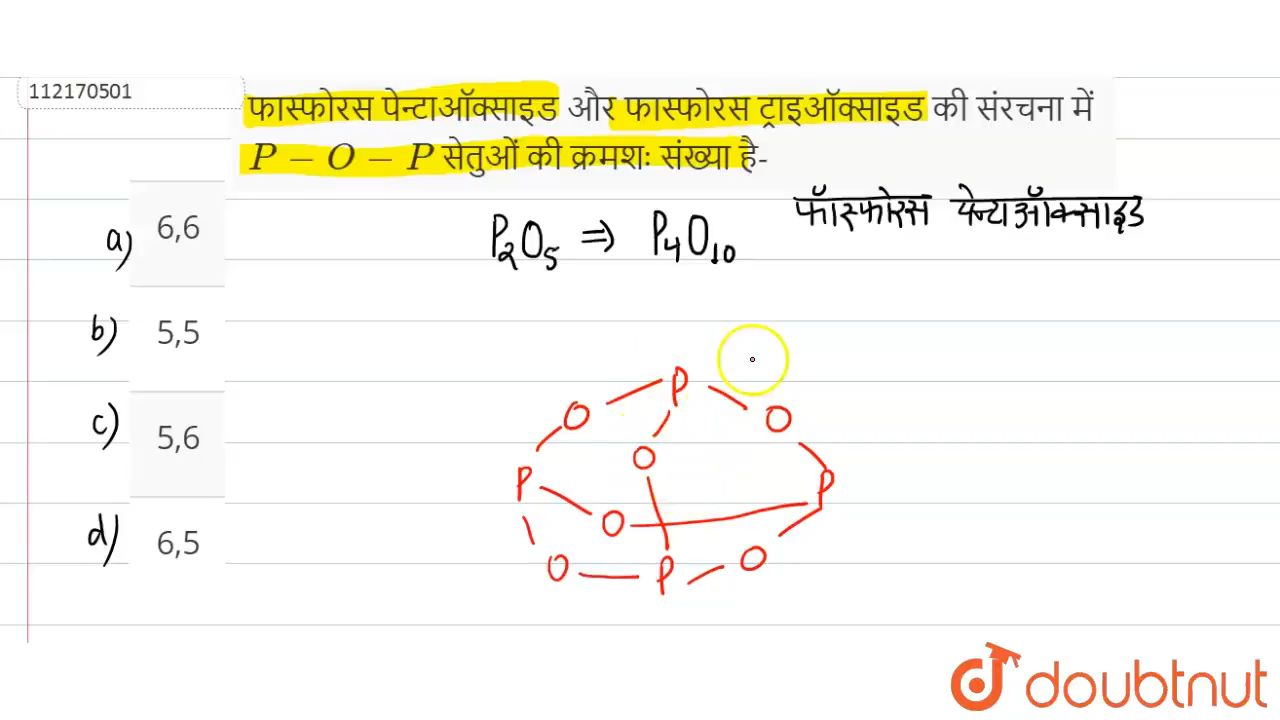 112170501
फास्फोरस पेन्टाऑक्साइड और फास्फोरस ट्राइऑक्साइड की संरचना में
P - O - P सेतुओं की क्रमशः संख्या है-
फॉस्फोरस पेन्टाऑक्साइड
P₂O₅ ⇒ P₄O₁₀
a) 6,6
b) 5,5
c) 5,6
d) 6,5
P
O O
O
P P
O
O P O
doubtnut